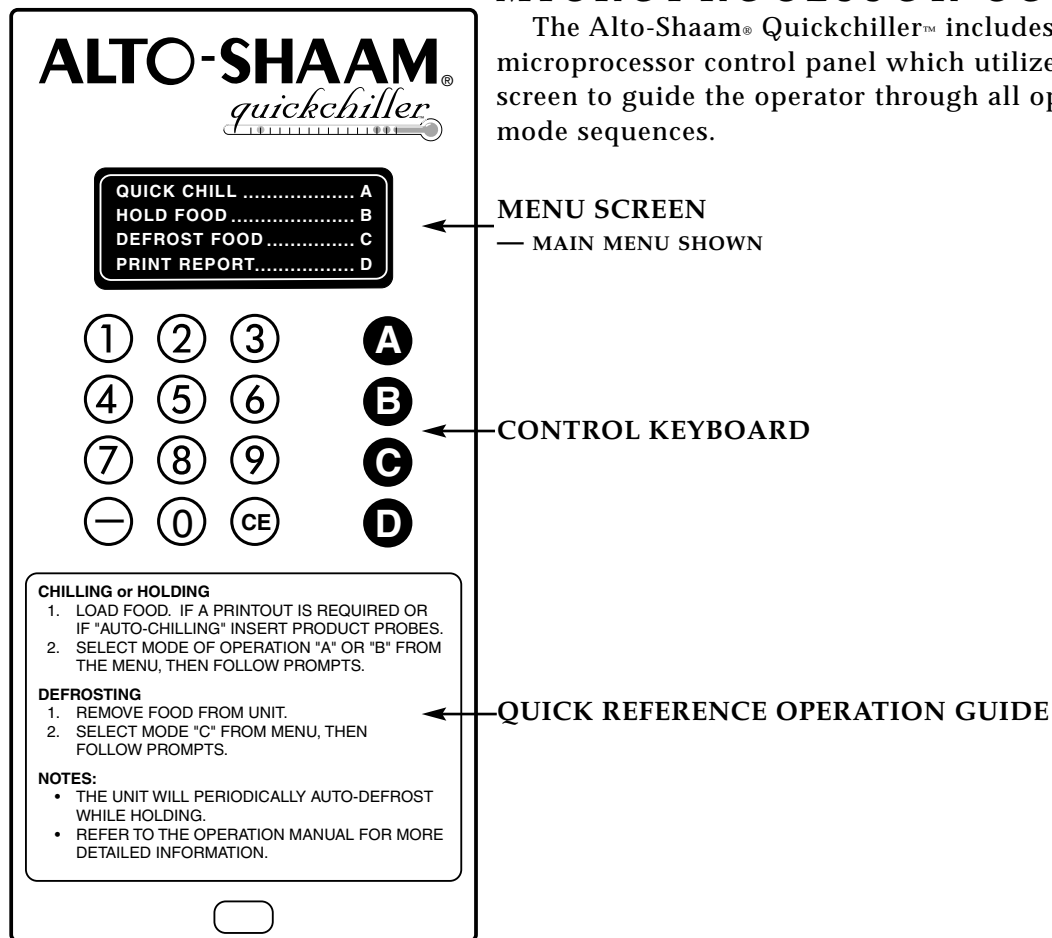 The Alto-Shaam® Quickchiller™ includes
microprocessor control panel which
screen to guide the operator through all
mode sequences.
ALTO-SHAAM®
quickchiller™
QUICK CHILL ................... A
HOLD FOOD ..................... B
DEFROST FOOD ............... C
PRINT REPORT ................. D
MENU SCREEN
— MAIN MENU SHOWN
1 2 3 A
4 5 6 B
7 8 9 C
— 0 CE D
CONTROL KEYBOARD
CHILLING or HOLDING
1. LOAD FOOD. IF A PRINTOUT IS REQUIRED OR
IF "AUTO-CHILLING" INSERT PRODUCT PROBES.
2. SELECT MODE OF OPERATION "A" OR "B" FROM
THE MENU, THEN FOLLOW PROMPTS.
DEFROSTING
1. REMOVE FOOD FROM UNIT.
2. SELECT MODE "C" FROM MENU, THEN
FOLLOW PROMPTS.
NOTES:
• THE UNIT WILL PERIODICALLY AUTO-DEFROST
WHILE HOLDING.
• REFER TO THE OPERATION MANUAL FOR MORE
DETAILED INFORMATION.
QUICK REFERENCE OPERATION GUIDE